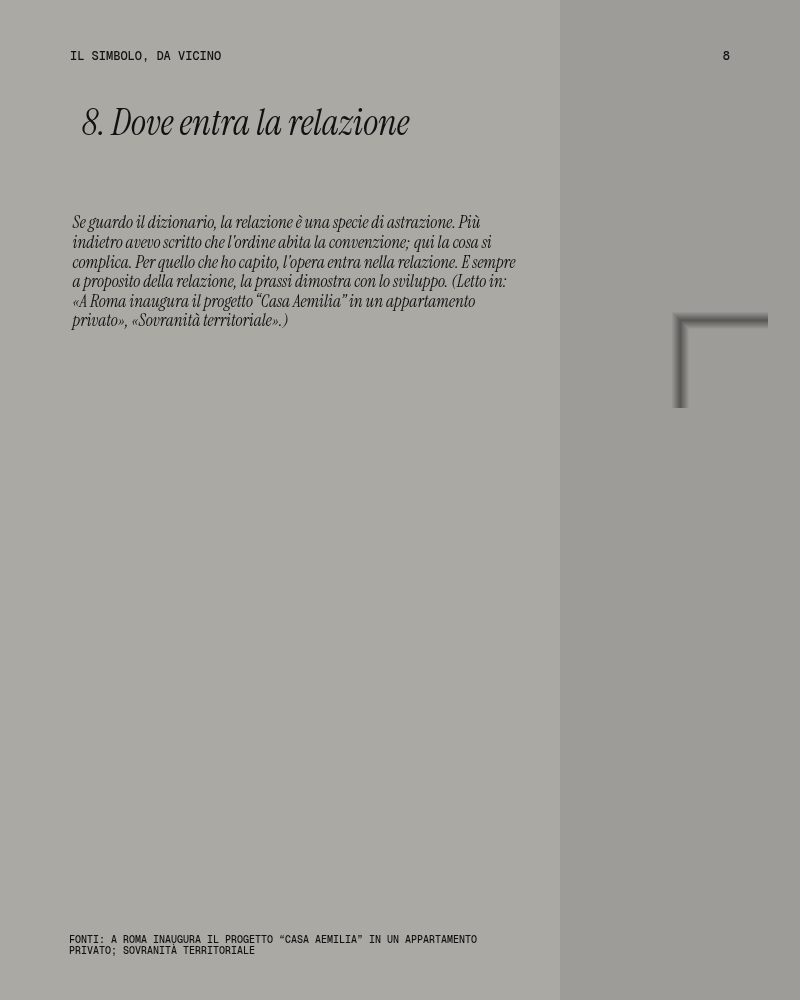 IL SIMBOLO, DA VICINO
8
8. Dove entra la relazione
Se guardo il dizionario, la relazione è una specie di astrazione. Più
indietro avevo scritto che l'ordine abita la convenzione; qui la cosa si
complica. Per quello che ho capito, l'opera entra nella relazione. E sempre
a proposito della relazione, la prassi dimostra con lo sviluppo. (Letto in:
«A Roma inaugura il progetto “Casa Aemilia” in un appartamento
privato», «Sovranità territoriale».)
FONTI: A ROMA INAUGURA IL PROGETTO “CASA AEMILIA” IN UN APPARTAMENTO
PRIVATO; SOVRANITÀ TERRITORIALE